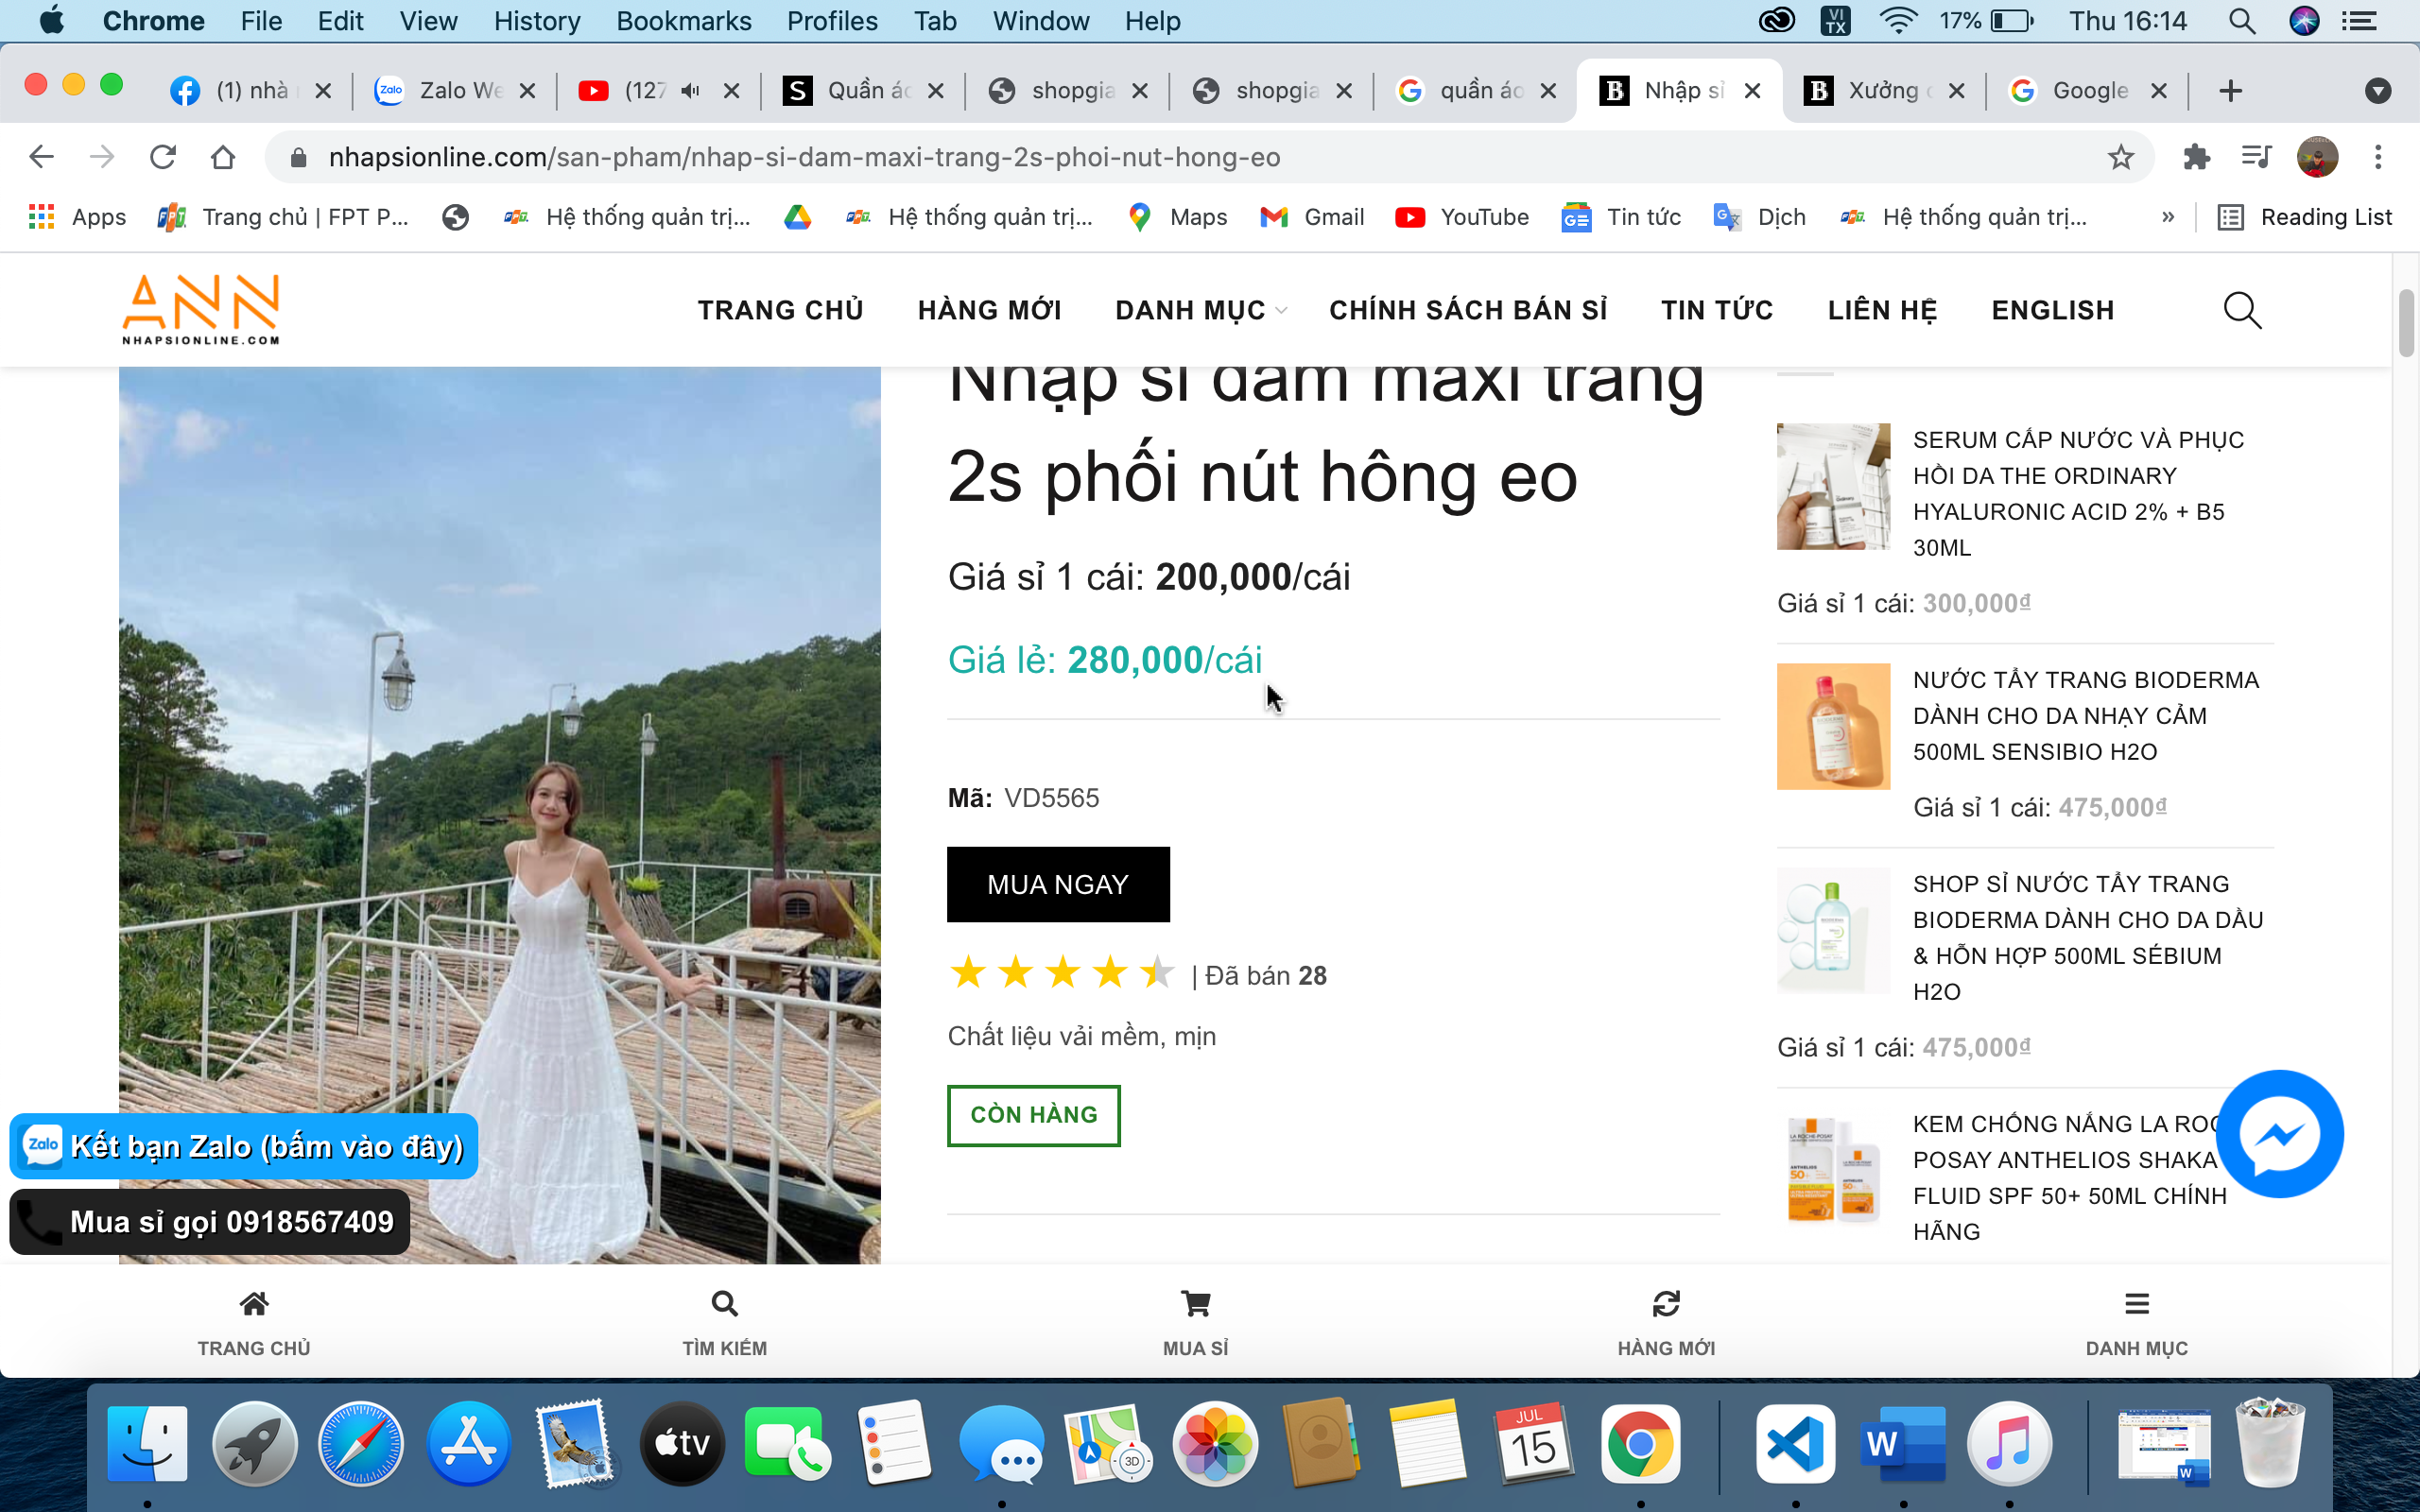 Chrome File Edit View History Bookmarks Profiles Tab Window Help
VI TX 17% Thu 16:14
(1) nhà Zalo We (127 Quần áo shopgia shopgia quần áo Nhập sỉ Xưởng Google
nhapsionline.com/san-pham/nhap-si-dam-maxi-trang-2s-phoi-nut-hong-eo
Apps Trang chủ | FPT P... Hệ thống quản trị... Hệ thống quản trị... Maps Gmail YouTube Tin tức Dịch Hệ thống quản trị... » Reading List
ANN
NHAPSIONLINE.COM
TRANG CHỦ HÀNG MỚI DANH MỤC CHÍNH SÁCH BÁN SỈ TIN TỨC LIÊN HỆ ENGLISH
Nhập sỉ đầm maxi trắng
2s phối nút hông eo
Giá sỉ 1 cái: 200,000/cái
Giá lẻ: 280,000/cái
Mã: VD5565
MUA NGAY
| Đã bán 28
Chất liệu vải mềm, mịn
CÒN HÀNG
SERUM CẤP NƯỚC VÀ PHỤC
HỒI DA THE ORDINARY
HYALURONIC ACID 2% + B5
30ML
Giá sỉ 1 cái: 300,000₫
NƯỚC TẨY TRANG BIODERMA
DÀNH CHO DA NHẠY CẢM
500ML SENSIBIO H2O
Giá sỉ 1 cái: 475,000₫
SHOP SỈ NƯỚC TẨY TRANG
BIODERMA DÀNH CHO DA DẦU
& HỖN HỢP 500ML SÉBIUM
H2O
Giá sỉ 1 cái: 475,000₫
KEM CHỐNG NẮNG LA ROC
POSAY ANTHELIOS SHAKA
FLUID SPF 50+ 50ML CHÍNH
HÃNG
Zalo Kết bạn Zalo (bấm vào đây)
Mua sỉ gọi 0918567409
TRANG CHỦ TÌM KIẾM MUA SỈ HÀNG MỚI DANH MỤC
tv 3D JUL 15 W W